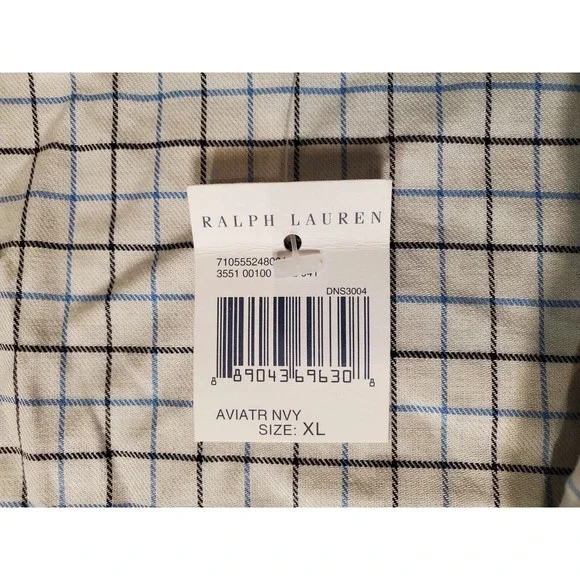 RALPH LAUREN
710555248
3551 00100
DNS3004
8 89043 69630 8
AVIATR NVY
SIZE: XL